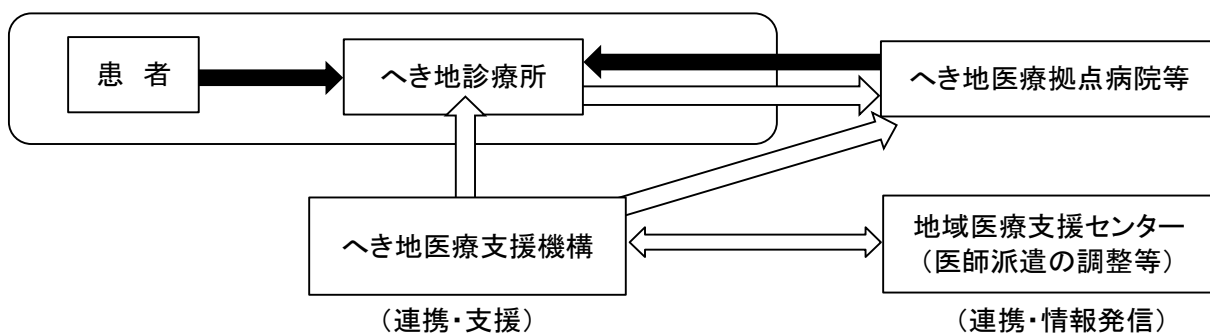 患 者
へき地診療所
へき地医療拠点病院等
へき地医療支援機構
地域医療支援センター
（医師派遣の調整等）
（連携・支援）
（連携・情報発信）